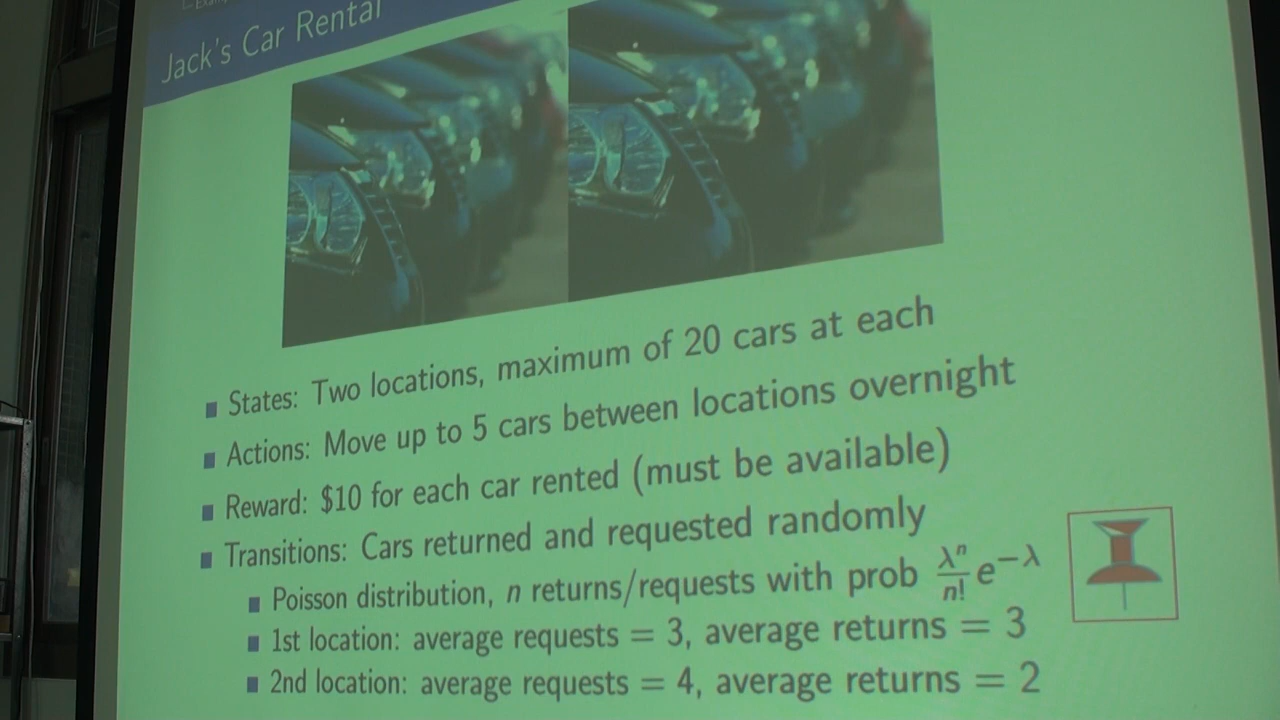 Jack's Car Rental
States: Two locations, maximum of 20 cars at each
Actions: Move up to 5 cars between locations overnight
Reward: $10 for each car rented (must be available)
Transitions: Cars returned and requested randomly
Poisson distribution, n returns/requests with prob λⁿ/n! e^−λ
1st location: average requests = 3, average returns = 3
2nd location: average requests = 4, average returns = 2